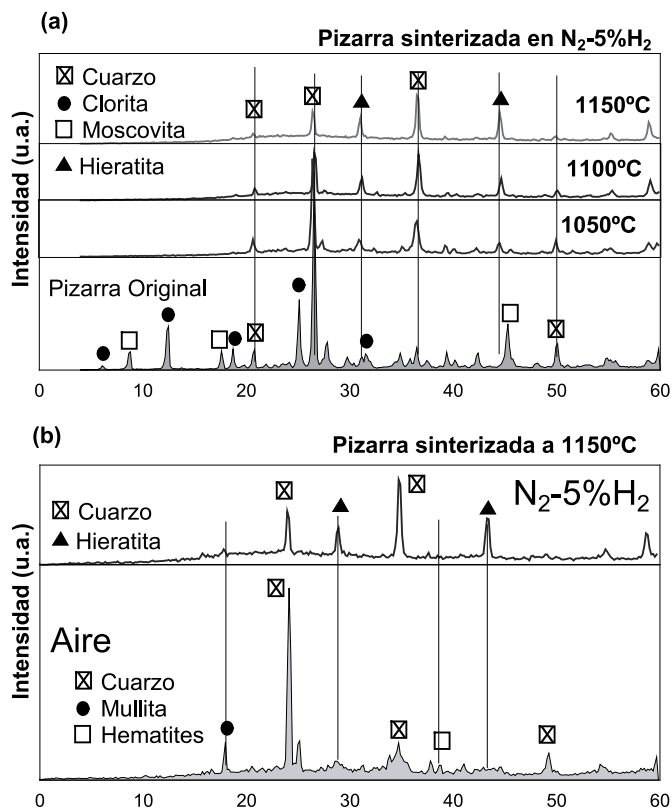 (a)
Pizarra sinterizada en N₂-5%H₂
Cuarzo
Clorita
Moscovita
Hieratita
1150ºC
1100ºC
1050ºC
Pizarra Original
Intensidad (u.a.)
0 10 20 30 40 50 60
(b)
Pizarra sinterizada a 1150ºC
N₂-5%H₂
Cuarzo
Hieratita
Aire
Cuarzo
Mullita
Hematites
Intensidad (u.a.)
0 10 20 30 40 50 60